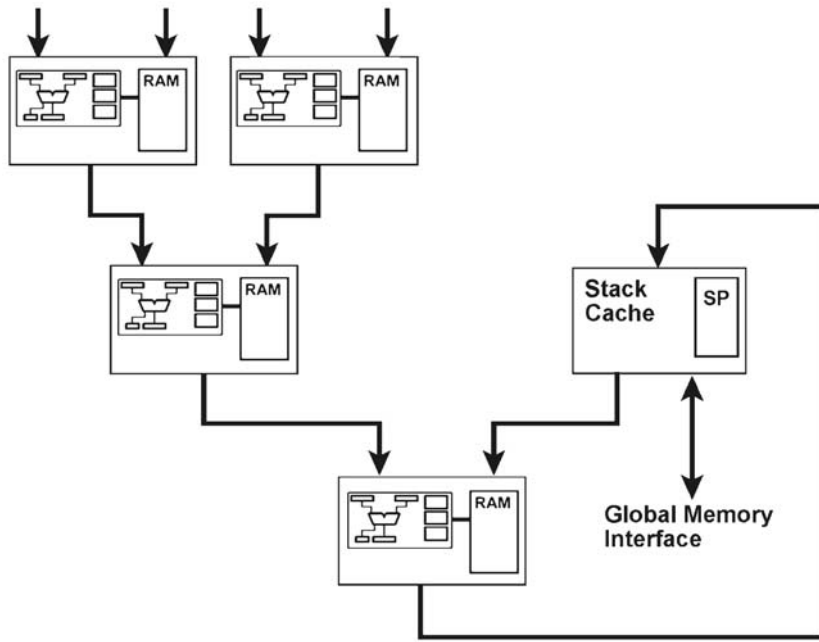 RAM
RAM
RAM
Stack
Cache
SP
RAM
Global Memory
Interface